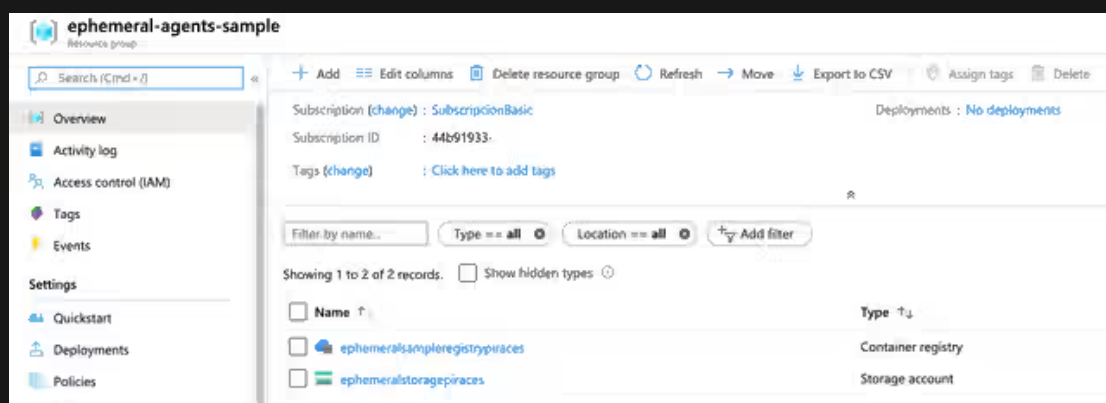 ephemeral-agents-sample
Resource group
Search (Cmd+/)
«
Overview
Activity log
Access control (IAM)
Tags
Events
Settings
Quickstart
Deployments
Policies
Add Edit columns Delete resource group Refresh Move Export to CSV Assign tags Delete
Subscription (change) : SubscripcionBasic
Subscription ID : 44b91933-
Tags (change) : Click here to add tags
Deployments : No deployments
Filter by name... Type == all Location == all Add filter
Showing 1 to 2 of 2 records. Show hidden types
Name ↑ Type ↑↓
ephemeralsampleregistrypiraces Container registry
ephemeralstoragepiraces Storage account